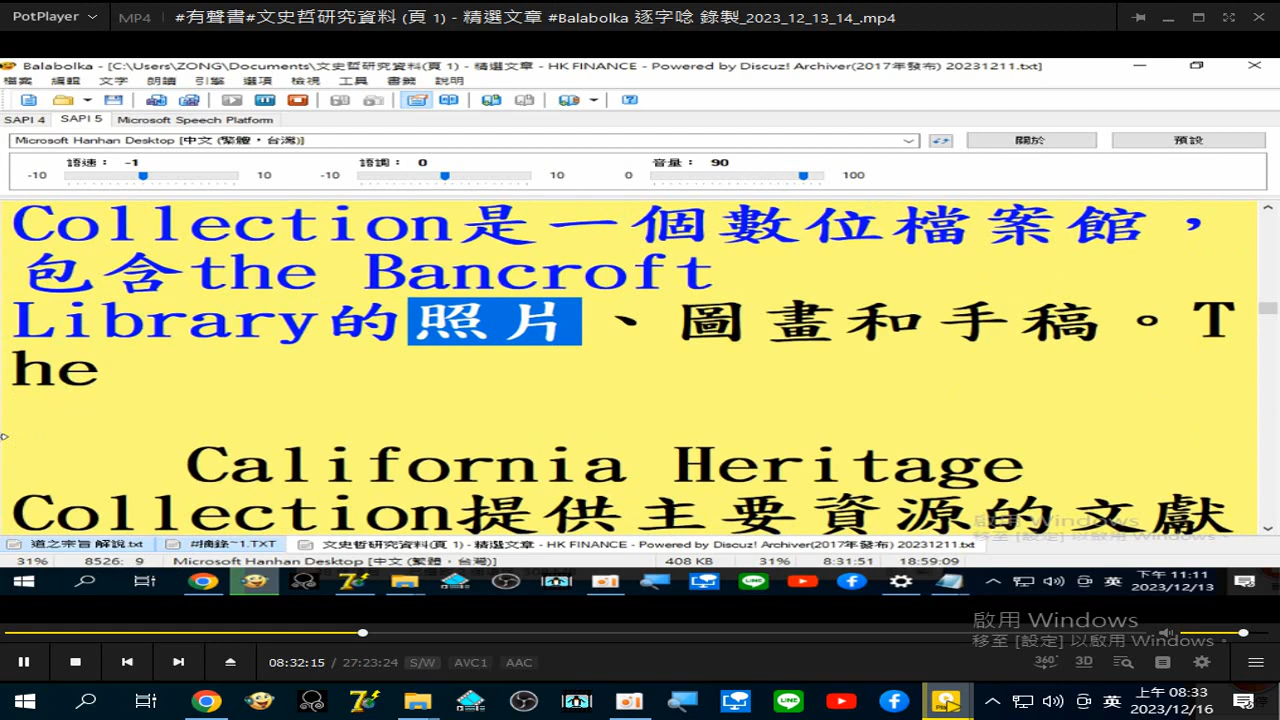 PotPlayer MP4 #有聲書#文史哲研究資料 (頁 1) - 精選文章 #Balabolka 逐字唸 錄製_2023_12_13_14_.mp4
Balabolka - [C:\Users\ZONG\Documents\文史哲研究資料(頁 1) - 精選文章 - HK FINANCE - Powered by Discuz! Archiver(2017年發布) 20231211.txt]
檔案 編輯 文字 朗讀 引擎 選項 檢視 工具 書籤 說明
SAPI 4 SAPI 5 Microsoft Speech Platform
Microsoft Hanhan Desktop [中文 (繁體，台灣)] 關於 預設
語速： -1 語調： 0 音量： 90
-10 10 -10 10 0 100
Collection是一個數位檔案館，
包含the Bancroft
Library的照片、圖畫和手稿。T
he
California Heritage
Collection提供主要資源的文獻
啟用 Windows
移至 [設定] 以啟用 Windows。
道之宗旨 解說.txt #摘錄~1.TXT 文史哲研究資料(頁 1) - 精選文章 - HK FINANCE - Powered by Discuz! Archiver(2017年發布) 20231211.txt
31% 8526: 9 Microsoft Hanhan Desktop [中文 (繁體，台灣)] 408 KB 31% 8:31:51 18:59:09
英 下午 11:11
2023/12/13
啟用 Windows
移至 [設定] 以啟用 Windows。
08:32:15 / 27:23:24 S/W AVC1 AAC 360° 3D
英 上午 08:33
2023/12/16